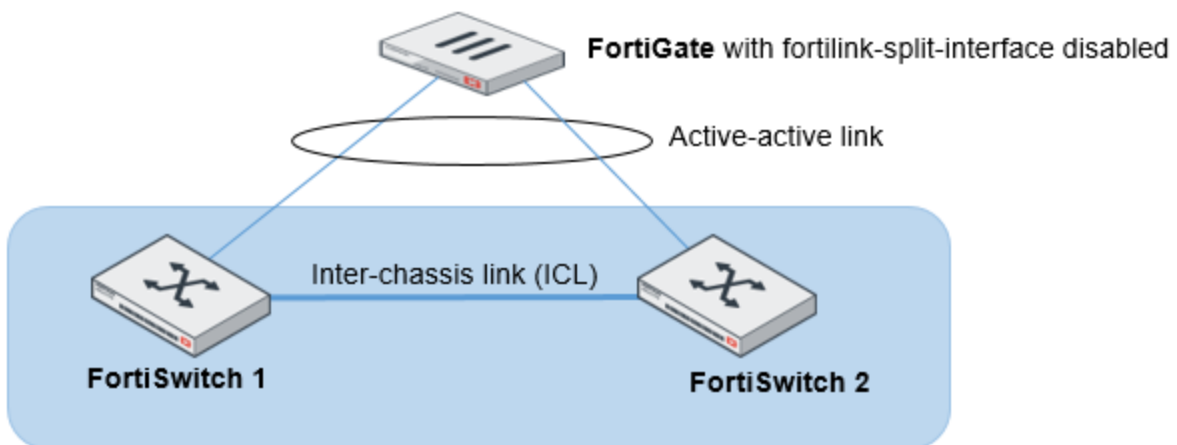 FortiGate with fortilink-split-interface disabled
Active-active link
Inter-chassis link (ICL)
FortiSwitch 1
FortiSwitch 2